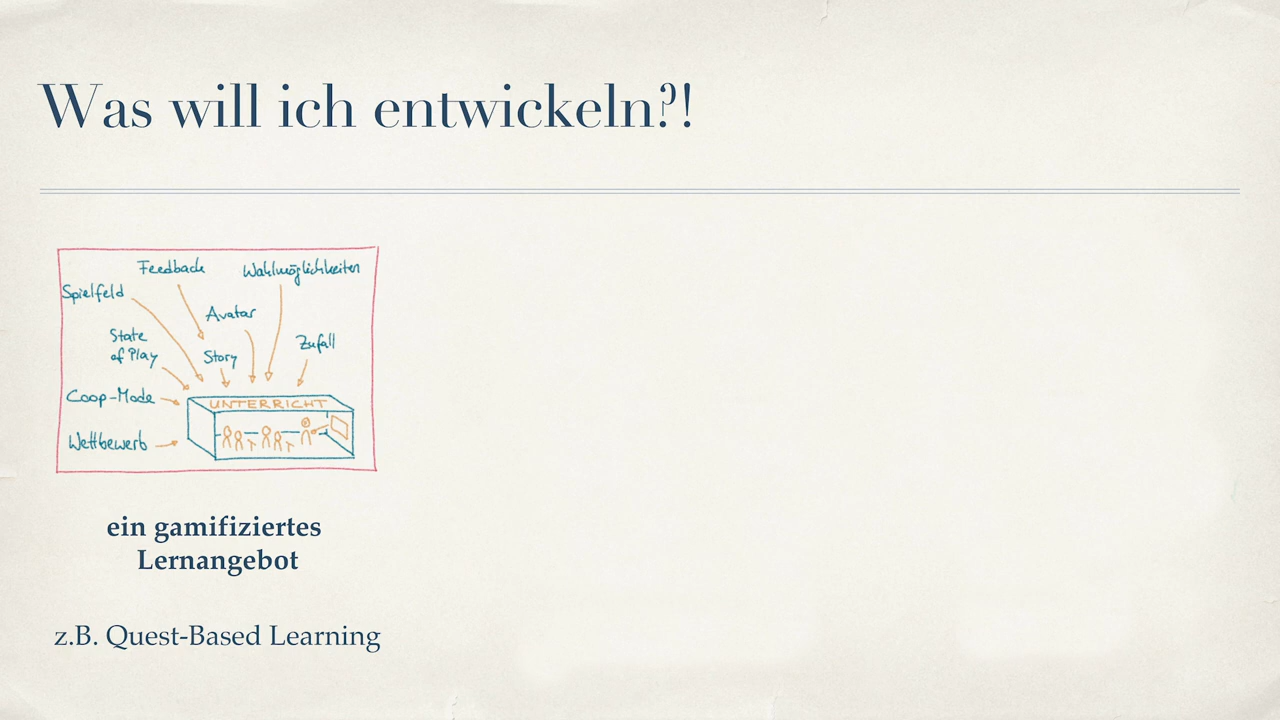 Was will ich entwickeln?!
Feedback
Wahlmöglichkeiten
Spielfeld
Avatar
State
of Play
Story
Zufall
Coop-Mode
UNTERRICHT
Wettbewerb
ein gamifiziertes
Lernangebot
z.B. Quest-Based Learning